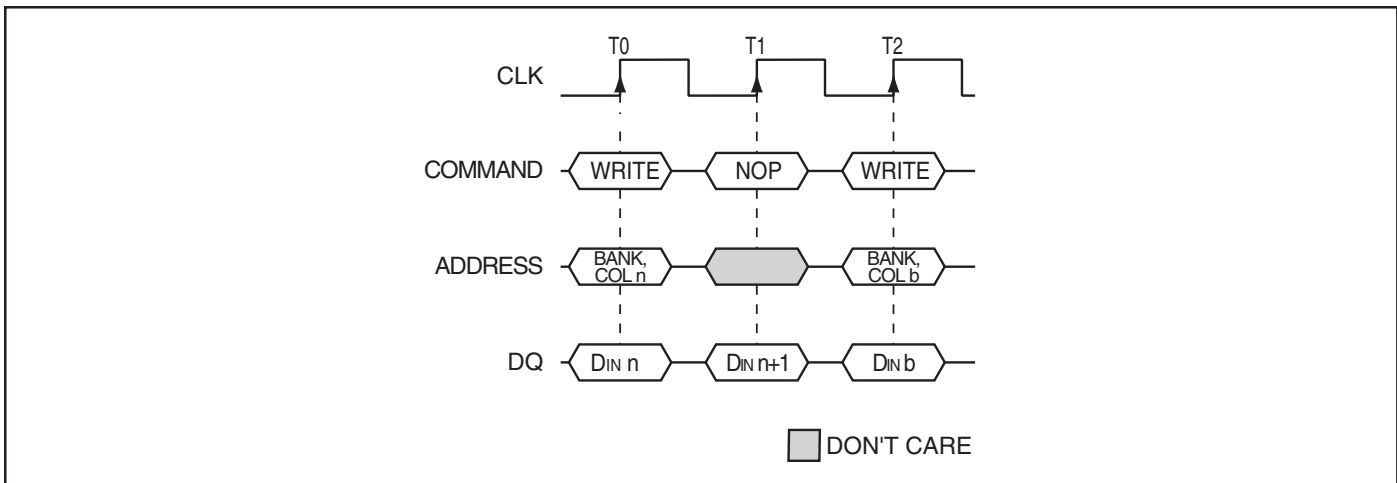 T0 T1 T2
CLK
COMMAND WRITE NOP WRITE
ADDRESS BANK, COL n BANK, COL b
DQ DIN n DIN n+1 DIN b
DON'T CARE